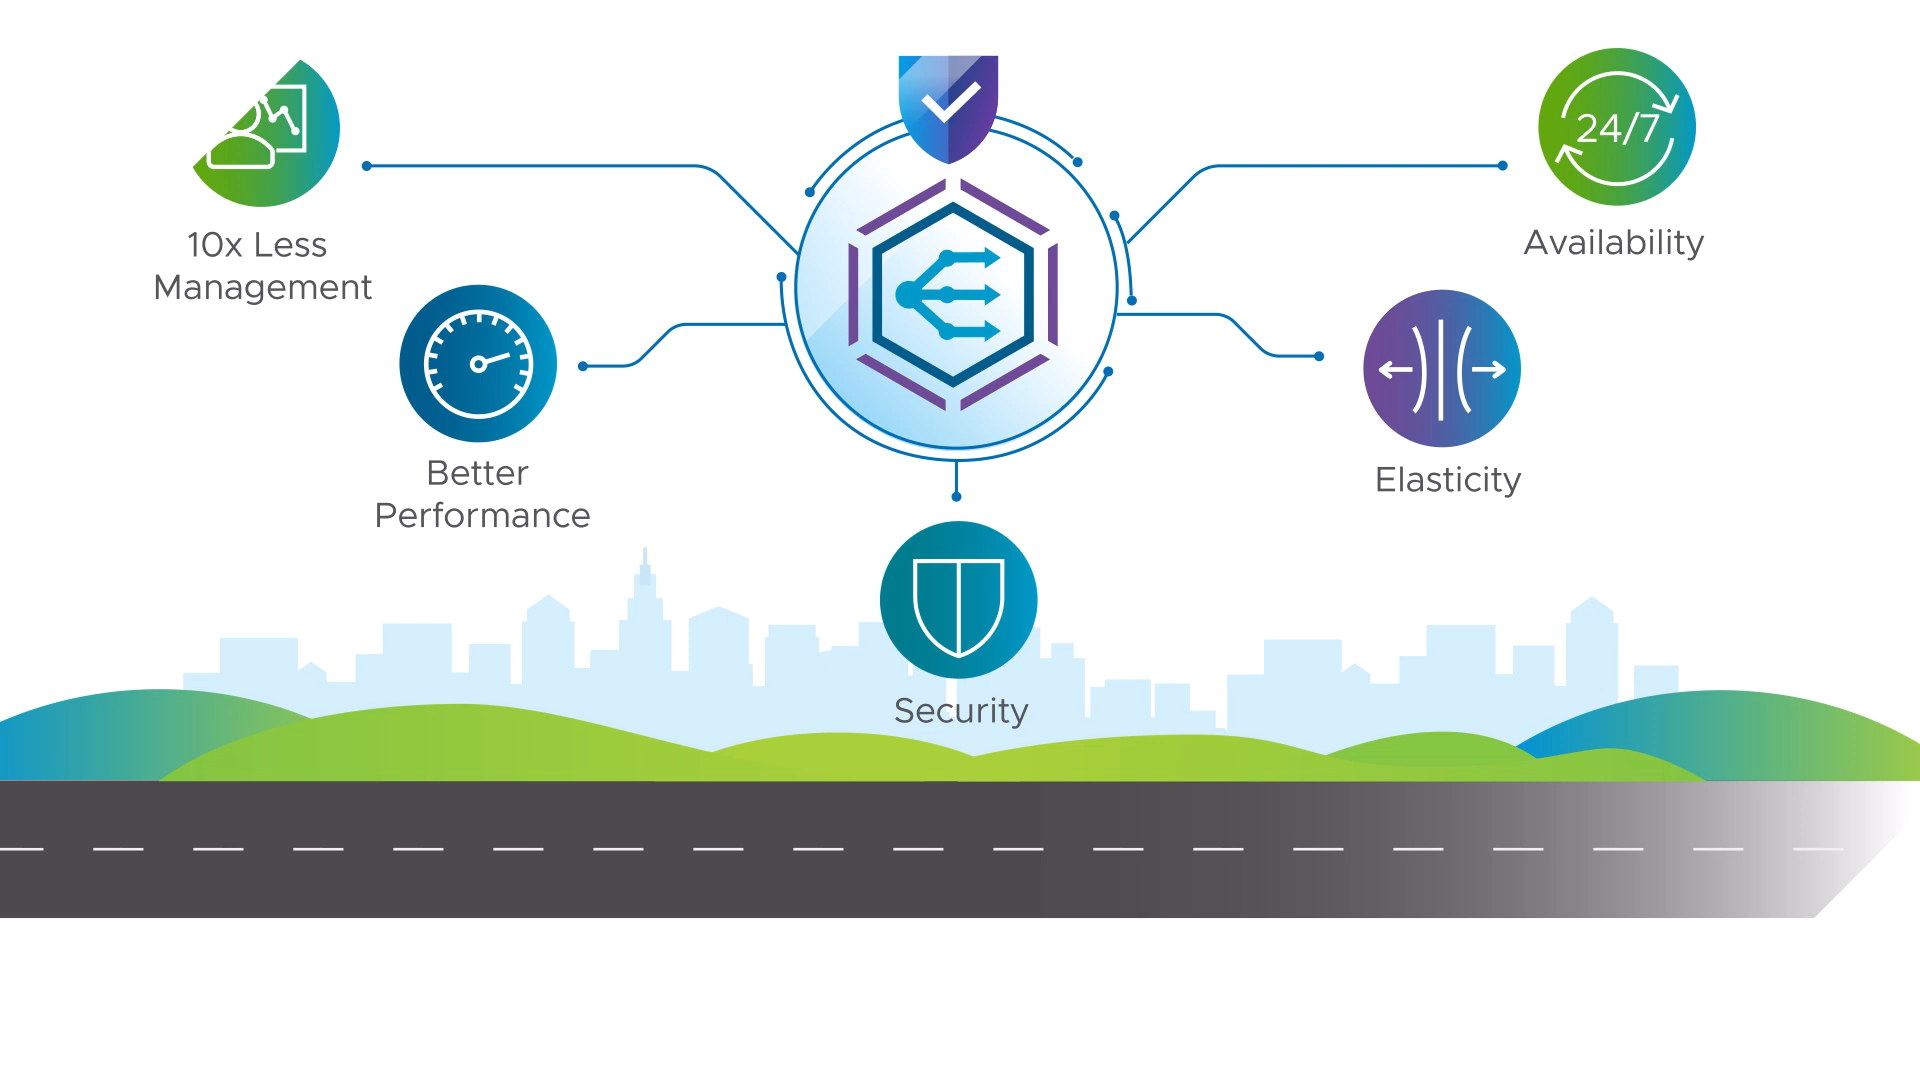 10x Less
Management
Better
Performance
Security
Elasticity
24/7
Availability